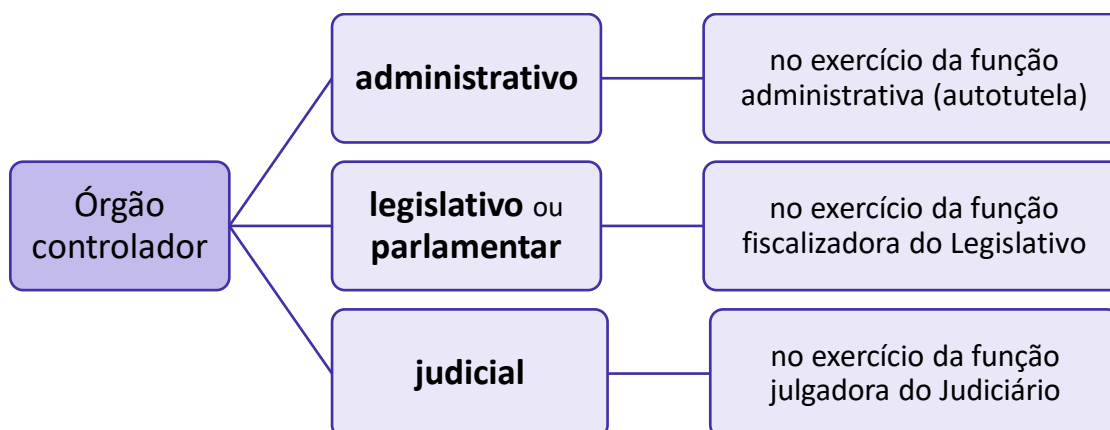 Órgão
controlador
administrativo
no exercício da função
administrativa (autotutela)
legislativo ou
parlamentar
no exercício da função
fiscalizadora do Legislativo
judicial
no exercício da função
julgadora do Judiciário